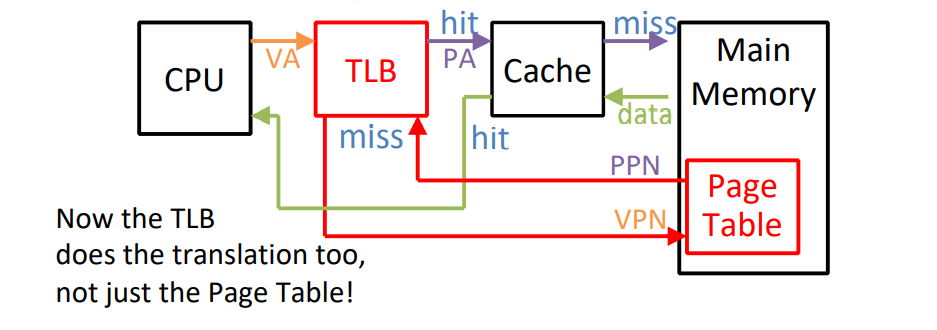 hit
miss
VA
PA
CPU
TLB
Cache
Main
Memory
data
miss
hit
PPN
VPN
Page
Table
Now the TLB
does the translation too,
not just the Page Table!